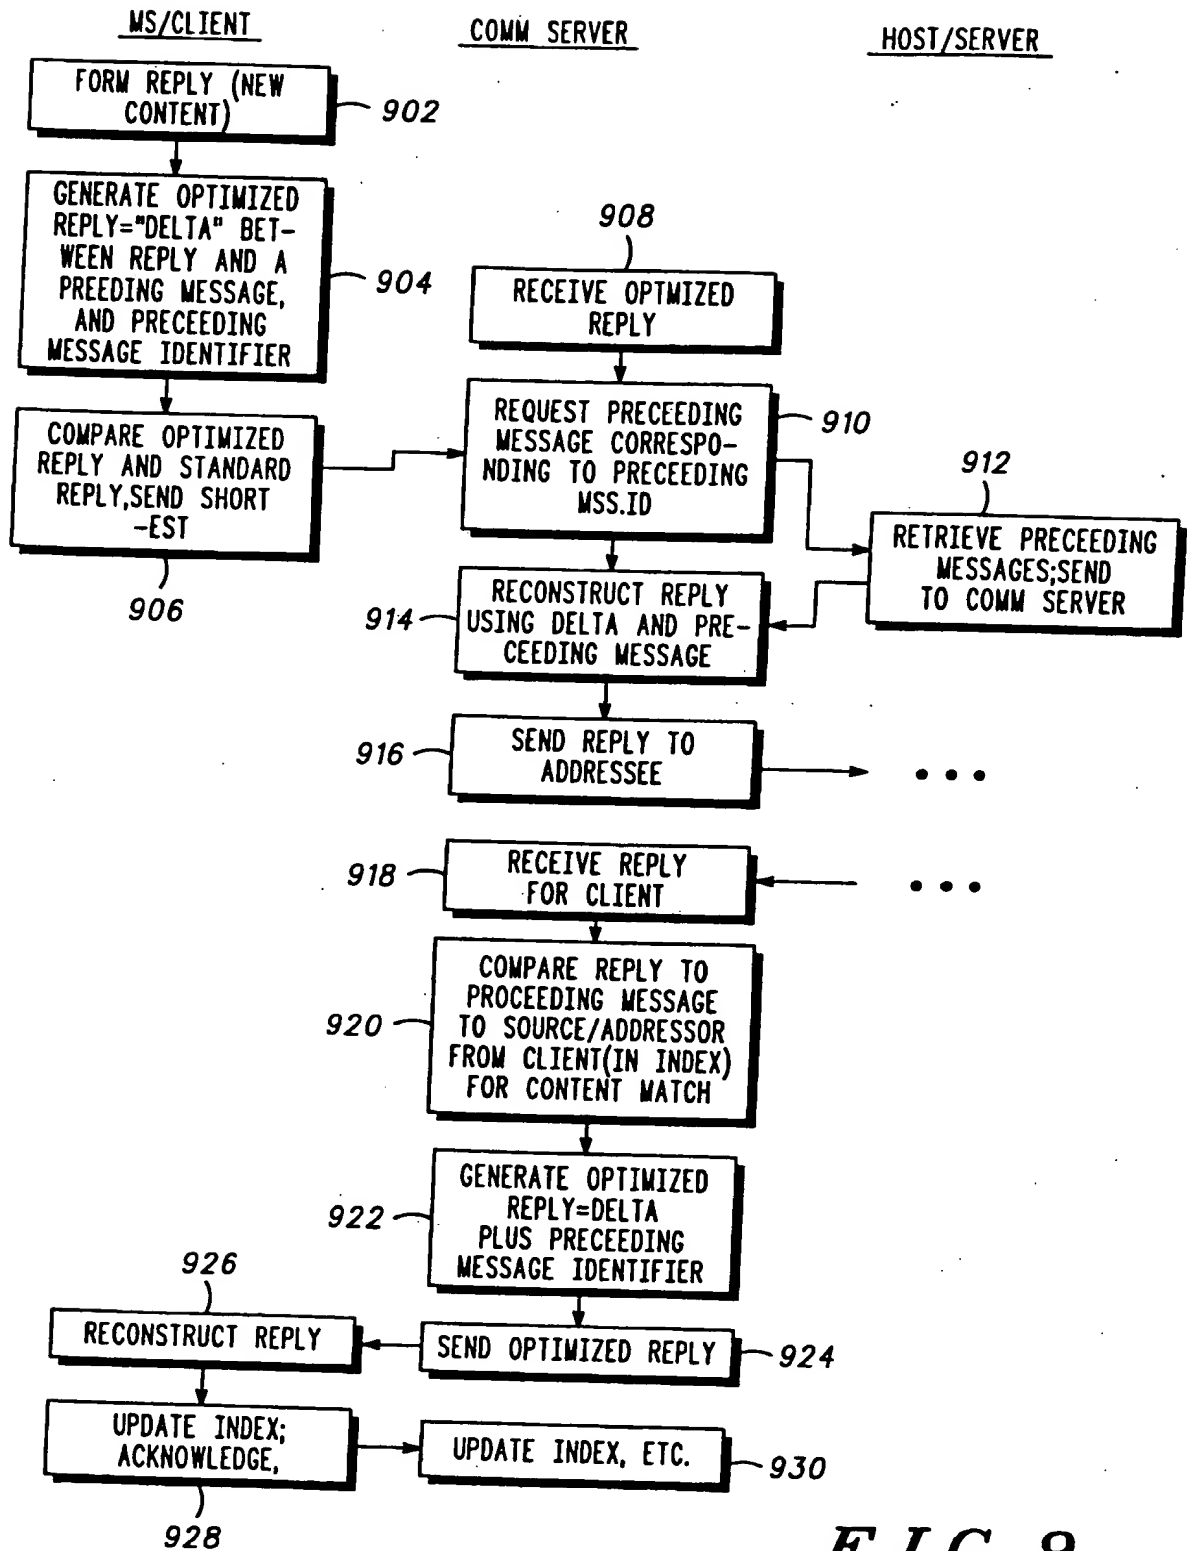 MS/CLIENT
COMM SERVER
HOST/SERVER
FORM REPLY (NEW
CONTENT)
902
GENERATE OPTIMIZED
REPLY="DELTA" BET-
WEEN REPLY AND A
PREEDING MESSAGE,
AND PRECEEDING
MESSAGE IDENTIFIER
904
COMPARE OPTIMIZED
REPLY AND STANDARD
REPLY,SEND SHORT
-EST
906
908
RECEIVE OPTMIZED
REPLY
REQUEST PRECEEDING
MESSAGE CORRESPO-
NDING TO PRECEEDING
MSS.ID
910
912
RETRIEVE PRECEEDING
MESSAGES;SEND
TO COMM SERVER
914
RECONSTRUCT REPLY
USING DELTA AND PRE-
CEEDING MESSAGE
916
SEND REPLY TO
ADDRESSEE
918
RECEIVE REPLY
FOR CLIENT
920
COMPARE REPLY TO
PROCEEDING MESSAGE
TO SOURCE/ADDRESSOR
FROM CLIENT(IN INDEX)
FOR CONTENT MATCH
922
GENERATE OPTIMIZED
REPLY=DELTA
PLUS PRECEEDING
MESSAGE IDENTIFIER
926
RECONSTRUCT REPLY
SEND OPTIMIZED REPLY
924
UPDATE INDEX;
ACKNOWLEDGE,
928
UPDATE INDEX, ETC.
930
FIG. 9